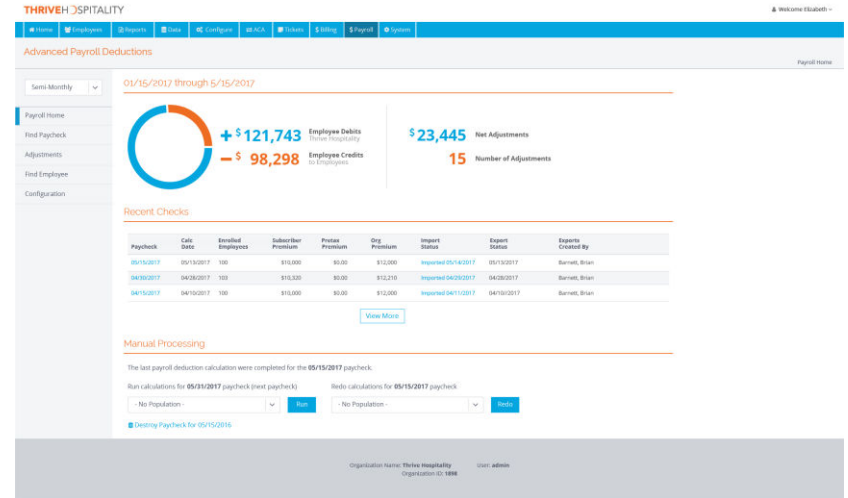 THRIVEHOSPITALITY
Welcome Elizabeth
Home Employees Reports Data Configure ACA Tickets $ Billing $ Payroll System
Advanced Payroll Deductions
Payroll Home
Semi-Monthly
01/15/2017 through 5/15/2017
Payroll Home
Find Paycheck
Adjustments
Find Employee
Configuration
+ $ 121,743 Employee Debits
Thrive Hospitality
$ 23,445 Net Adjustments
– $ 98,298 Employee Credits
to Employees
15 Number of Adjustments
Recent Checks
Paycheck Calc Date Enrolled Employees Subscriber Premium Pretax Premium Org Premium Import Status Export Status Exports Created By
05/15/2017 05/13/2017 100 $10,000 $0.00 $12,000 Imported 05/14/2017 05/13/2017 Barnett, Brian
04/30/2017 04/28/2017 103 $10,320 $0.00 $12,210 Imported 04/29/2017 04/28/2017 Barnett, Brian
04/15/2017 04/10/2017 100 $10,000 $0.00 $12,000 Imported 04/11/2017 04/10//2017 Barnett, Brian
View More
Manual Processing
The last payroll deduction calculation were completed for the 05/15/2017 paycheck.
Run calculations for 05/31/2017 paycheck (next paycheck) Redo calculations for 05/15/2017 paycheck
- No Population - Run - No Population - Redo
Destroy Paycheck for 05/15/2016
Organization Name: Thrive Hospitality User: admin
Organization ID: 1898